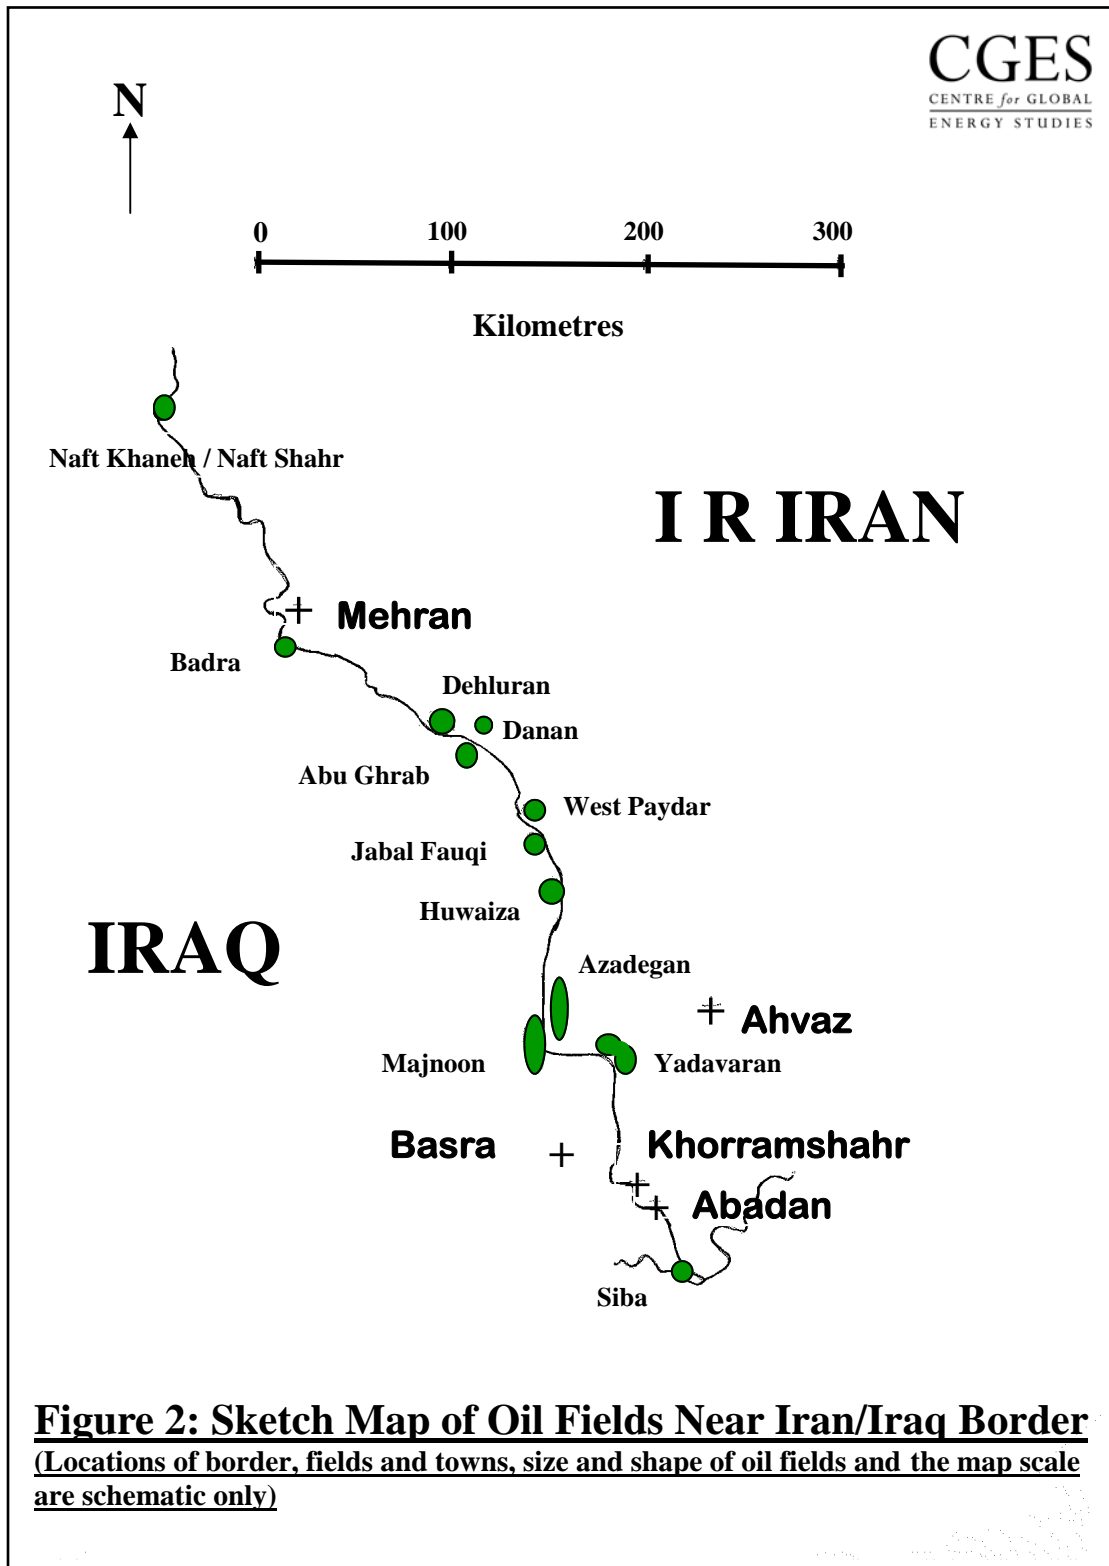 CGES
CENTRE for GLOBAL
ENERGY STUDIES
N
0 100 200 300
Kilometres
Naft Khaneh / Naft Shahr
I R IRAN
Mehran
Badra
Dehluran
Danan
Abu Ghrab
West Paydar
Jabal Fauqi
Huwaiza
IRAQ
Azadegan
Ahvaz
Majnoon
Yadavaran
Basra
Khorramshahr
Abadan
Siba
Figure 2: Sketch Map of Oil Fields Near Iran/Iraq Border
(Locations of border, fields and towns, size and shape of oil fields and the map scale
are schematic only)